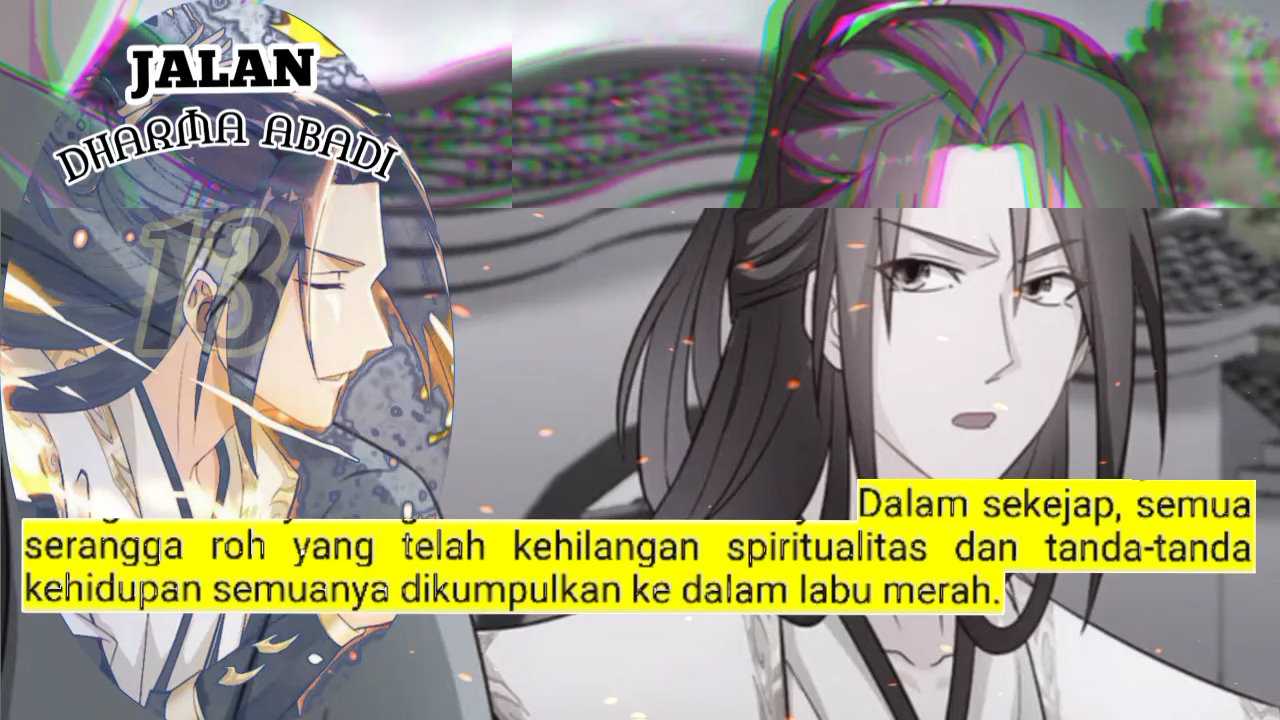 JALAN
DHARMA ABADI
13
Dalam sekejap, semua
serangga roh yang telah kehilangan spiritualitas dan tanda-tanda
kehidupan semuanya dikumpulkan ke dalam labu merah.